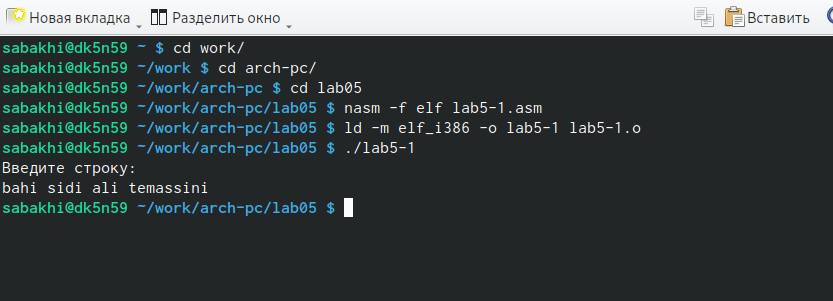 Новая вкладка Разделить окно Вставить
sabakhi@dk5n59 ~ $ cd work/
sabakhi@dk5n59 ~/work $ cd arch-pc/
sabakhi@dk5n59 ~/work/arch-pc $ cd lab05
sabakhi@dk5n59 ~/work/arch-pc/lab05 $ nasm -f elf lab5-1.asm
sabakhi@dk5n59 ~/work/arch-pc/lab05 $ ld -m elf_i386 -o lab5-1 lab5-1.o
sabakhi@dk5n59 ~/work/arch-pc/lab05 $ ./lab5-1
Введите строку:
bahi sidi ali temassini
sabakhi@dk5n59 ~/work/arch-pc/lab05 $